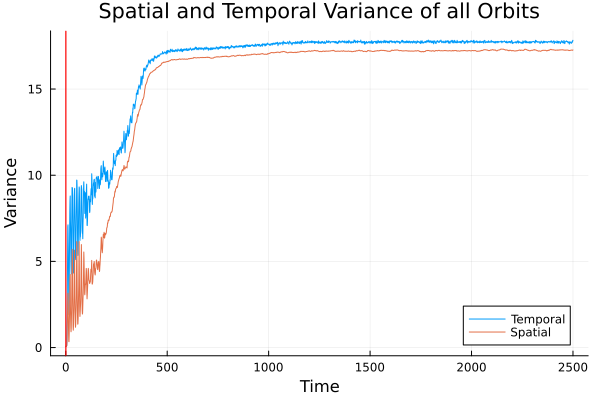 Spatial and Temporal Variance of all Orbits
Variance
15
10
5
0
0 500 1000 1500 2000 2500
Time
Temporal
Spatial